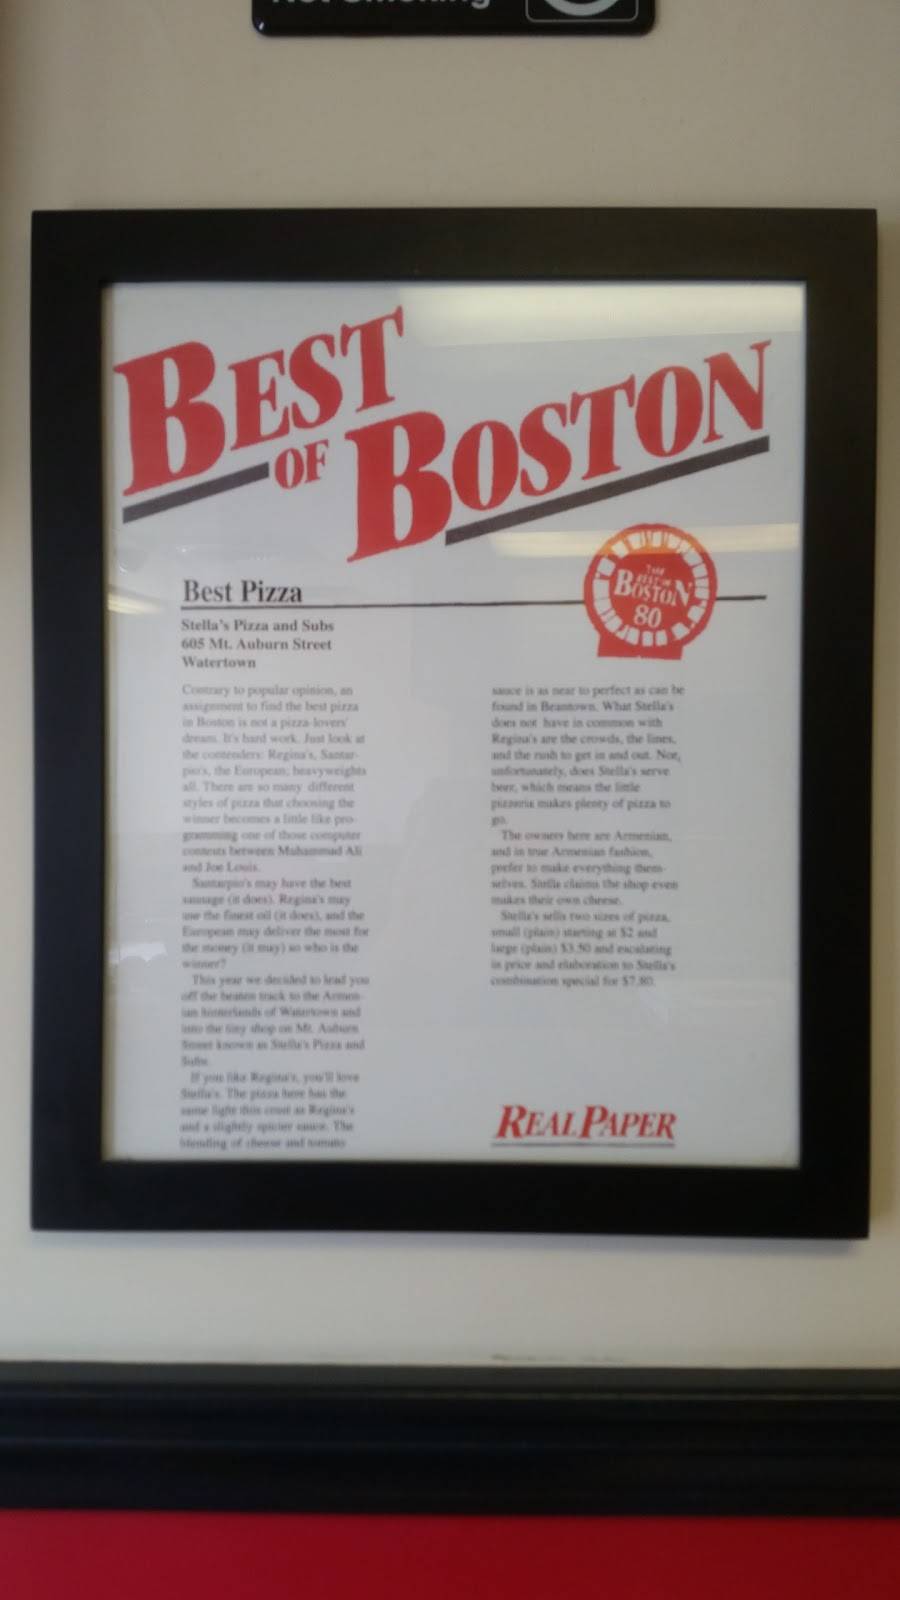 Not Smoking
BEST
OF BOSTON
Best Pizza
THE
BEST OF
BOSTON
80
Stella's Pizza and Subs
605 Mt. Auburn Street
Watertown
Contrary to popular opinion, an
assignment to find the best pizza
in Boston is not a pizza-lovers'
dream. It's hard work. Just look at
the contenders: Regina's, Santar-
pio's, the European; heavyweights
all. There are so many different
styles of pizza that choosing the
winner becomes a little like pro-
gramming one of those computer
contests between Muhammad Ali
and Joe Louis.
Santarpio's may have the best
sausage (it does). Regina's may
use the finest oil (it does), and the
European may deliver the most for
the money (it may) so who is the
winner?
This year we decided to lead you
off the beaten track to the Armen-
ian hinterlands of Watertown and
into the tiny shop on Mt. Auburn
Street known as Stella's Pizza and
Subs.
If you like Regina's, you'll love
Stella's. The pizza here has the
same light thin crust as Regina's
and a slightly spicier sauce. The
blending of cheese and tomato
sauce is as near to perfect as can be
found in Beantown. What Stella's
does not have in common with
Regina's are the crowds, the lines,
and the rush to get in and out. Nor,
unfortunately, does Stella's serve
beer, which means the little
pizzeria makes plenty of pizza to
go.
The owners here are Armenian,
and in true Armenian fashion,
prefer to make everything them-
selves. Stella claims the shop even
makes their own cheese.
Stella's sells two sizes of pizza,
small (plain) starting at $2 and
large (plain) $3.50 and escalating
in price and elaboration to Stella's
combination special for $7.80.
REAL PAPER